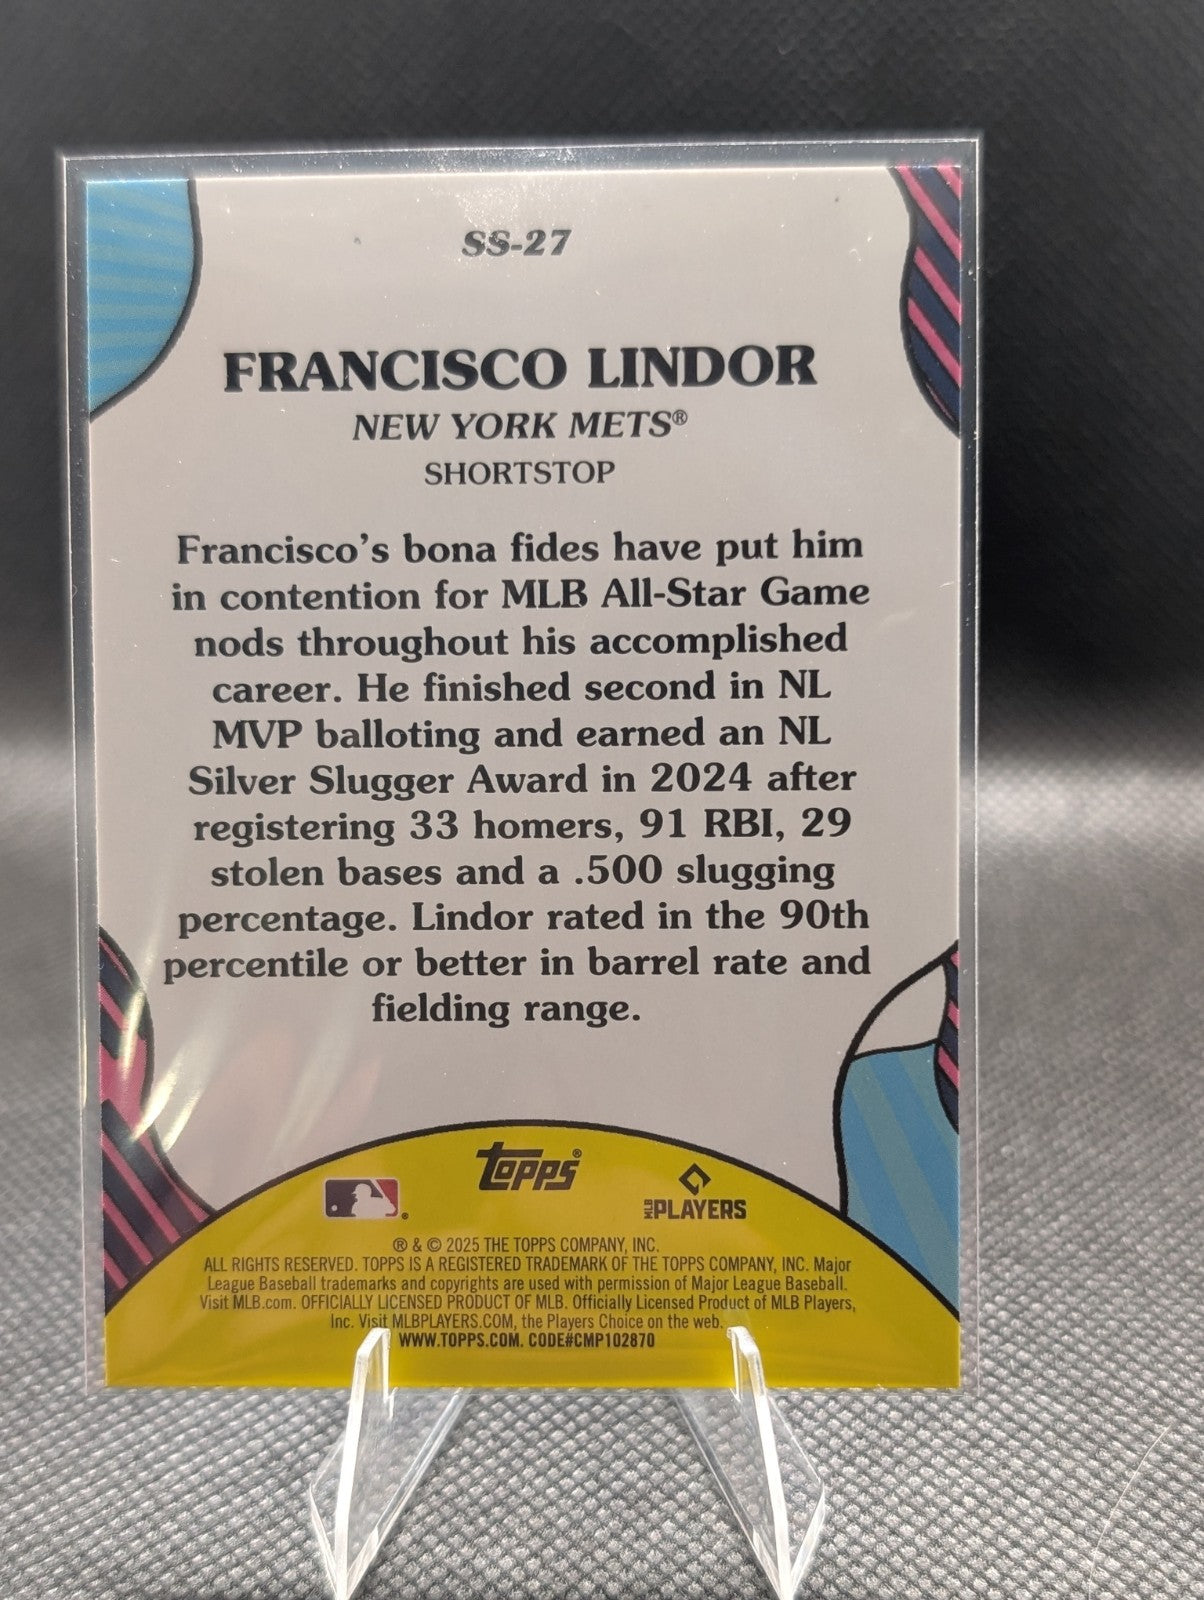 SS-27
FRANCISCO LINDOR
NEW YORK METS®
SHORTSTOP
Francisco's bona fides have put him
in contention for MLB All-Star Game
nods throughout his accomplished
career. He finished second in NL
MVP balloting and earned an NL
Silver Slugger Award in 2024 after
registering 33 homers, 91 RBI, 29
stolen bases and a .500 slugging
percentage. Lindor rated in the 90th
percentile or better in barrel rate and
fielding range.
topps®
MLB PLAYERS
® & © 2025 THE TOPPS COMPANY, INC.
ALL RIGHTS RESERVED. TOPPS IS A REGISTERED TRADEMARK OF THE TOPPS COMPANY, INC. Major
League Baseball trademarks and copyrights are used with permission of Major League Baseball.
Visit MLB.com. OFFICIALLY LICENSED PRODUCT OF MLB. Officially Licensed Product of MLB Players,
Inc. Visit MLBPLAYERS.COM, the Players Choice on the web.
WWW.TOPPS.COM. CODE#CMP102870